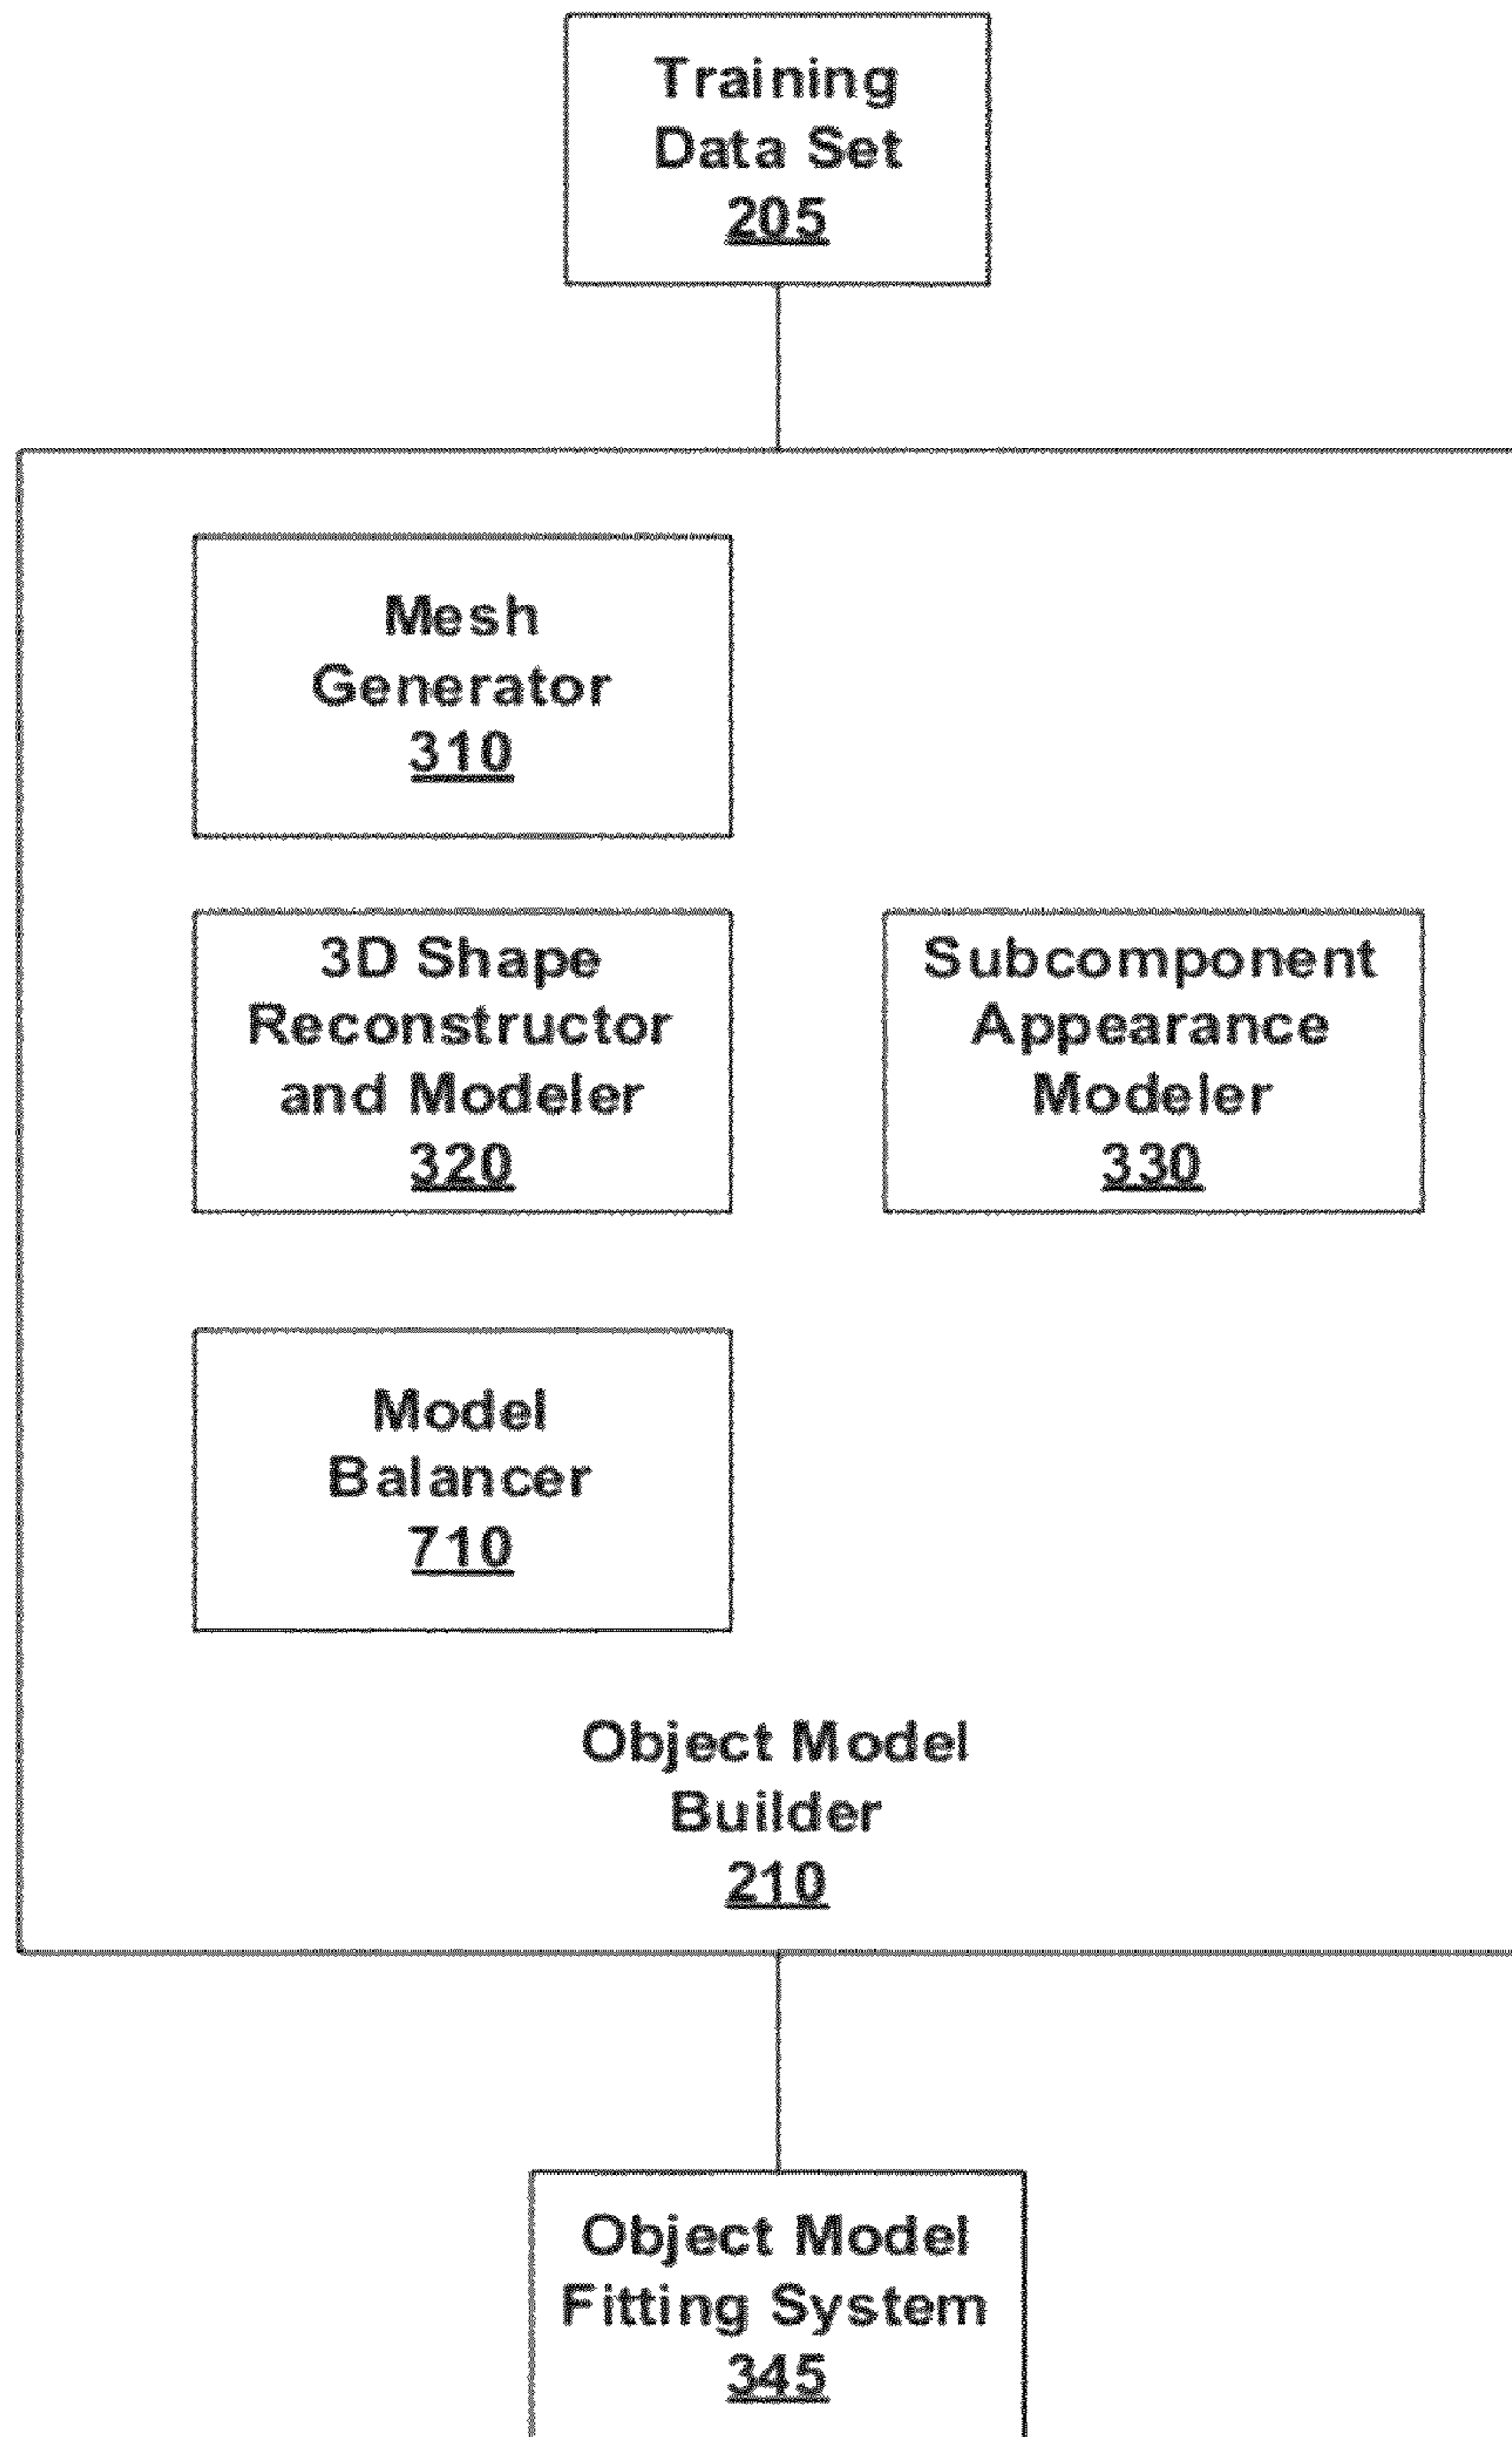 Training
Data Set
205
Mesh
Generator
310
3D Shape
Reconstructor
and Modeler
320
Subcomponent
Appearance
Modeler
330
Model
Balancer
710
Object Model
Builder
210
Object Model
Fitting System
345